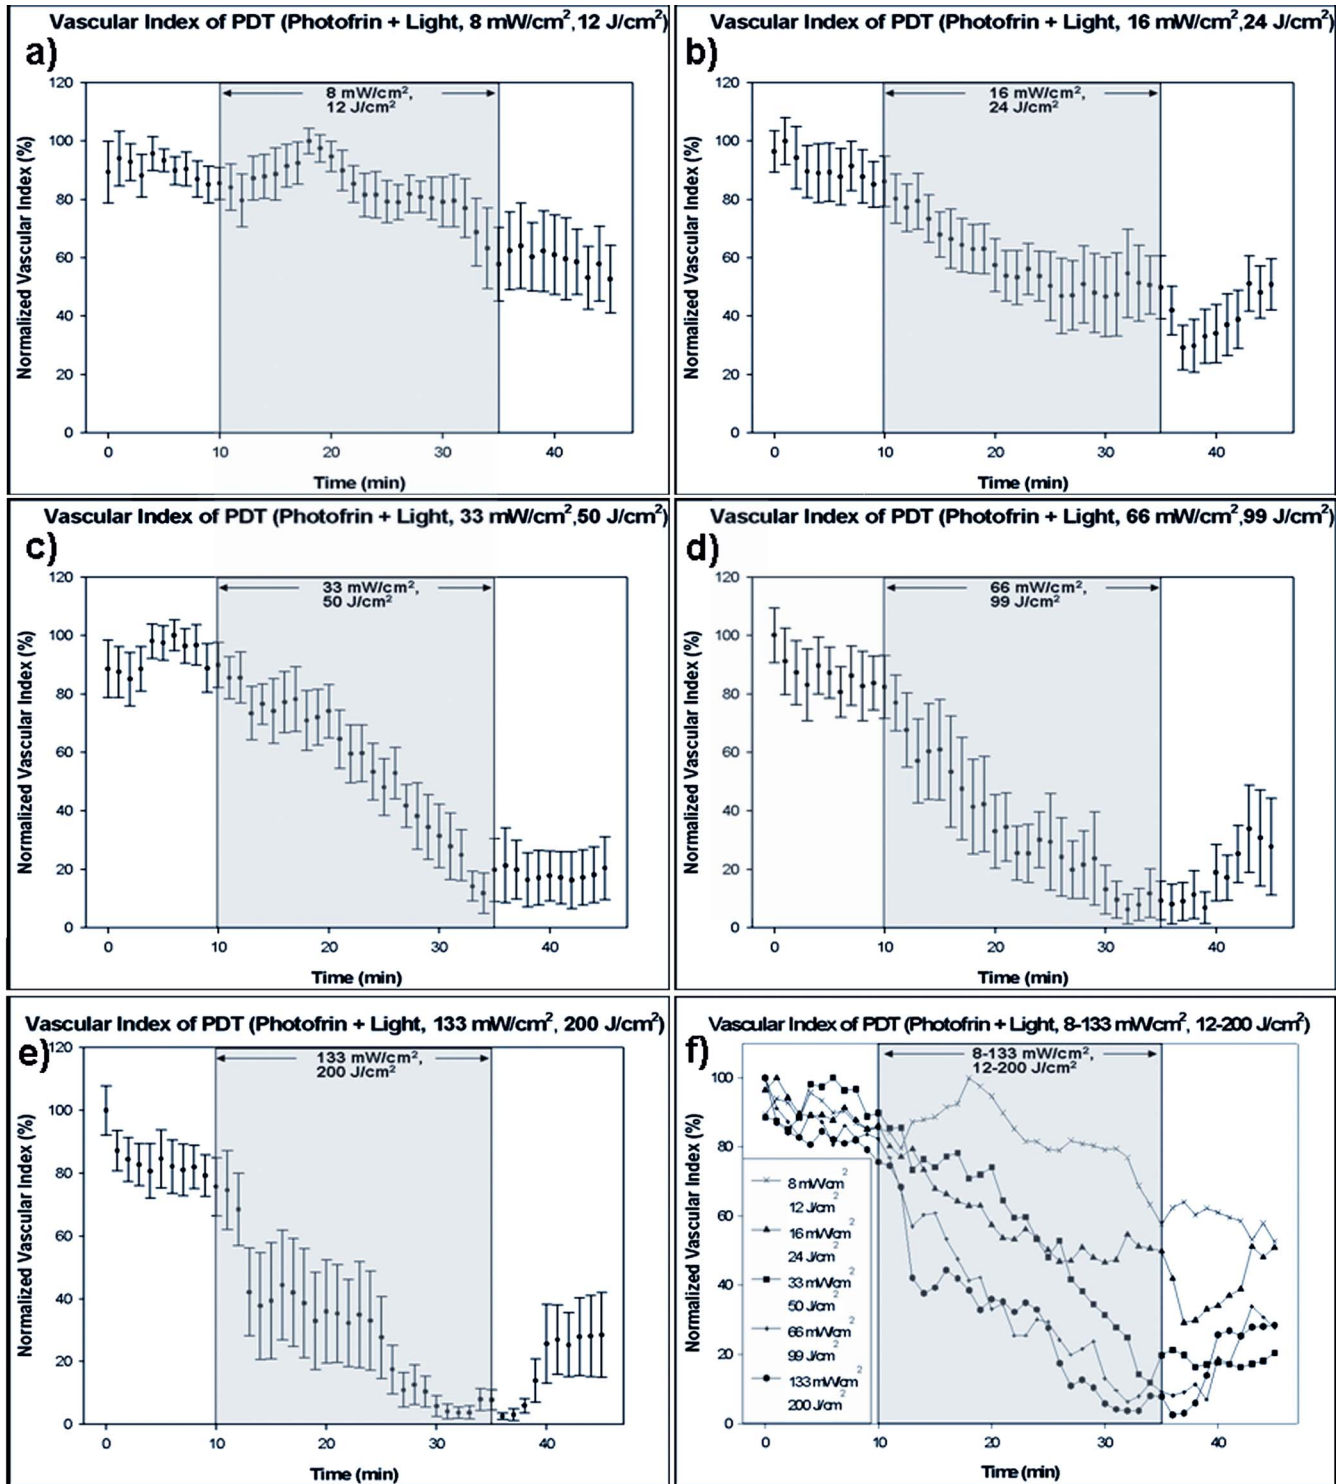 Vascular Index of PDT (Photofrin + Light, 8 mW/cm²,12 J/cm²)
a)
8 mW/cm²,
12 J/cm²
Normalized Vascular Index (%)
120
100
80
60
40
20
0
0 10 20 30 40
Time (min)
Vascular Index of PDT (Photofrin + Light, 16 mW/cm²,24 J/cm²)
b)
16 mW/cm²,
24 J/cm²
Normalized Vascular Index (%)
120
100
80
60
40
20
0
0 10 20 30 40
Time (min)
Vascular Index of PDT (Photofrin + Light, 33 mW/cm²,50 J/cm²)
c)
33 mW/cm²,
50 J/cm²
Normalized Vascular Index (%)
120
100
80
60
40
20
0
0 10 20 30 40
Time (min)
Vascular Index of PDT (Photofrin + Light, 66 mW/cm²,99 J/cm²)
d)
66 mW/cm²,
99 J/cm²
Normalized Vascular Index (%)
120
100
80
60
40
20
0
0 10 20 30 40
Time (min)
Vascular Index of PDT (Photofrin + Light, 133 mW/cm², 200 J/cm²)
e)
133 mW/cm²,
200 J/cm²
Normalized Vascular Index (%)
120
100
80
60
40
20
0
0 10 20 30 40
Time (min)
Vascular Index of PDT (Photofrin + Light, 8-133 mW/cm², 12-200 J/cm²)
f)
8-133 mW/cm²,
12-200 J/cm²
Normalized Vascular Index (%)
100
80
60
40
20
0
8 mW/cm²
12 J/cm²
16 mW/cm²
24 J/cm²
33 mW/cm²
50 J/cm²
66 mW/cm²
99 J/cm²
133 mW/cm²
200 J/cm²
0 10 20 30 40
Time (min)